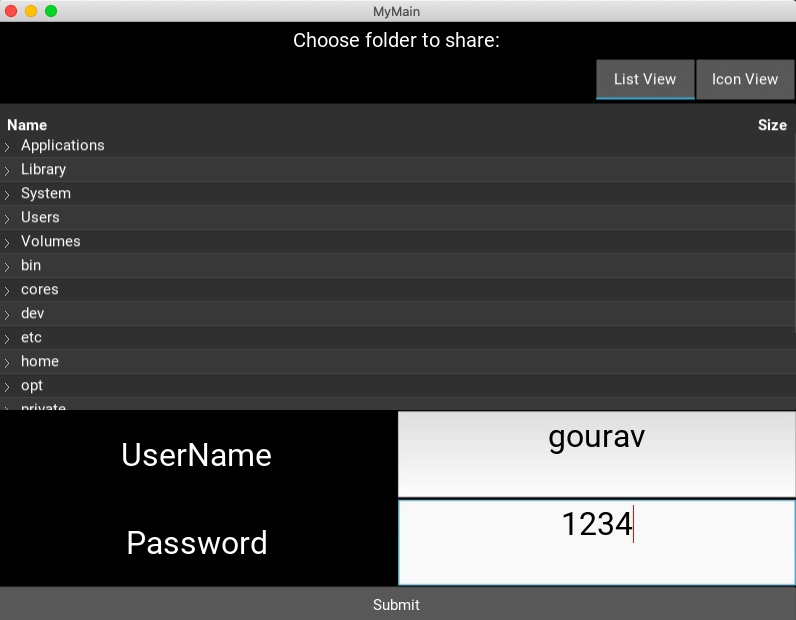 MyMain
Choose folder to share:
List View Icon View
Name Size
Applications
Library
System
Users
Volumes
bin
cores
dev
etc
home
opt
private
UserName gourav
Password 1234
Submit